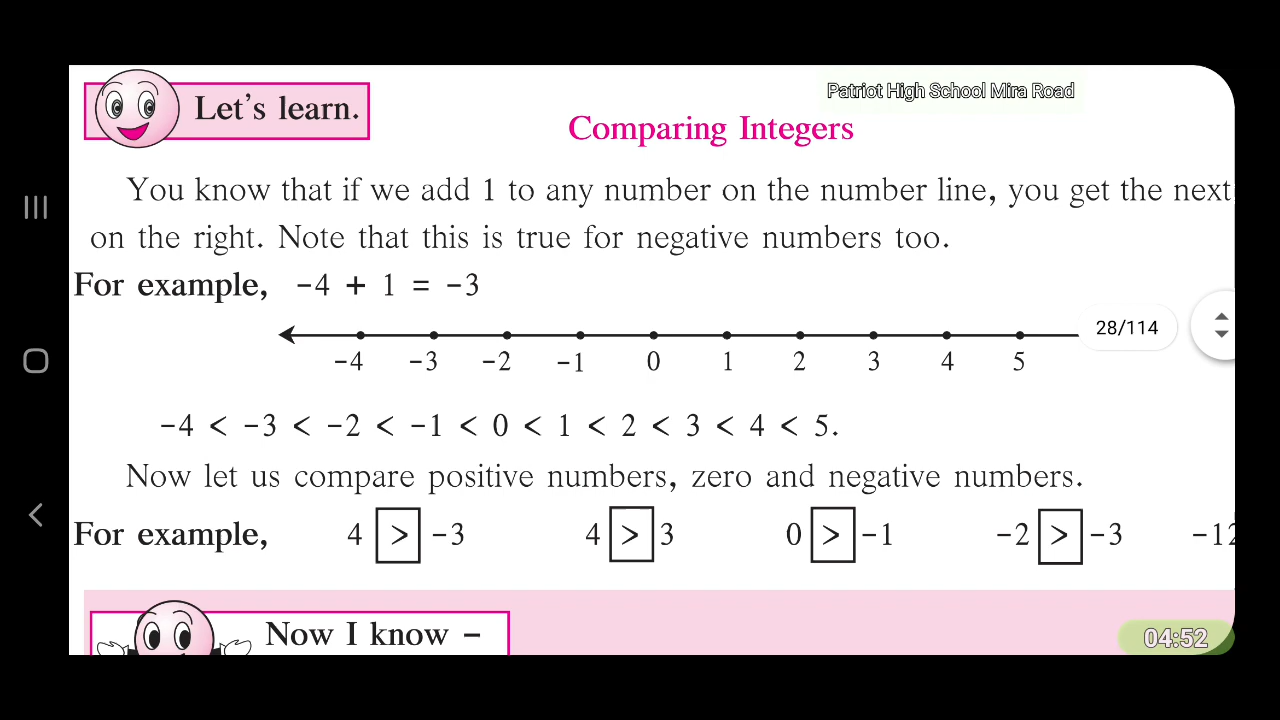 Let's learn.
Patriot High School Mira Road
Comparing Integers
You know that if we add 1 to any number on the number line, you get the next
on the right. Note that this is true for negative numbers too.
For example, -4 + 1 = -3
28/114
-4 -3 -2 -1 0 1 2 3 4 5
-4 < -3 < -2 < -1 < 0 < 1 < 2 < 3 < 4 < 5.
Now let us compare positive numbers, zero and negative numbers.
For example, 4 > -3 4 > 3 0 > -1 -2 > -3 -12
Now I know -
04:52